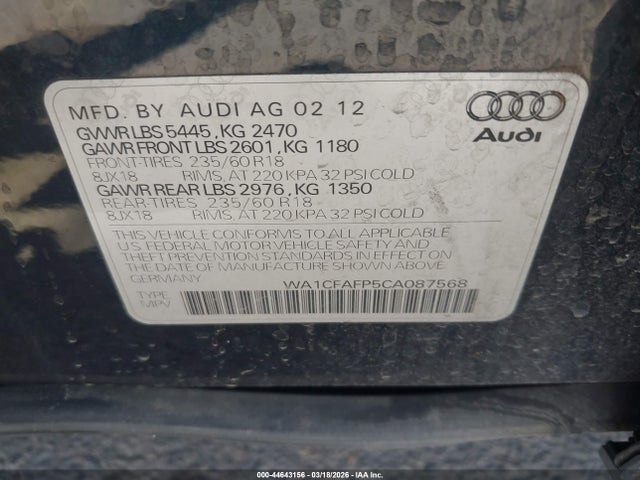 MFD. BY AUDI AG 02 12
GVWR LBS 5445, KG 2470
GAWR FRONT LBS 2601, KG 1180
FRONT-TIRES 235/60 R18
8JX18 RIMS, AT 220 KPA 32 PSI COLD
GAWR REAR LBS 2976, KG 1350
REAR-TIRES 235/60 R18
8JX18 RIMS, AT 220 KPA 32 PSI COLD
THIS VEHICLE CONFORMS TO ALL APPLICABLE
U.S. FEDERAL MOTOR VEHICLE SAFETY AND
THEFT PREVENTION STANDARDS IN EFFECT ON
THE DATE OF MANUFACTURE SHOWN ABOVE.
GERMANY WA1CFAFP5CA087568
TYPE:
MPV
Audi
000-44643156 - 03/18/2026 - IAA Inc.